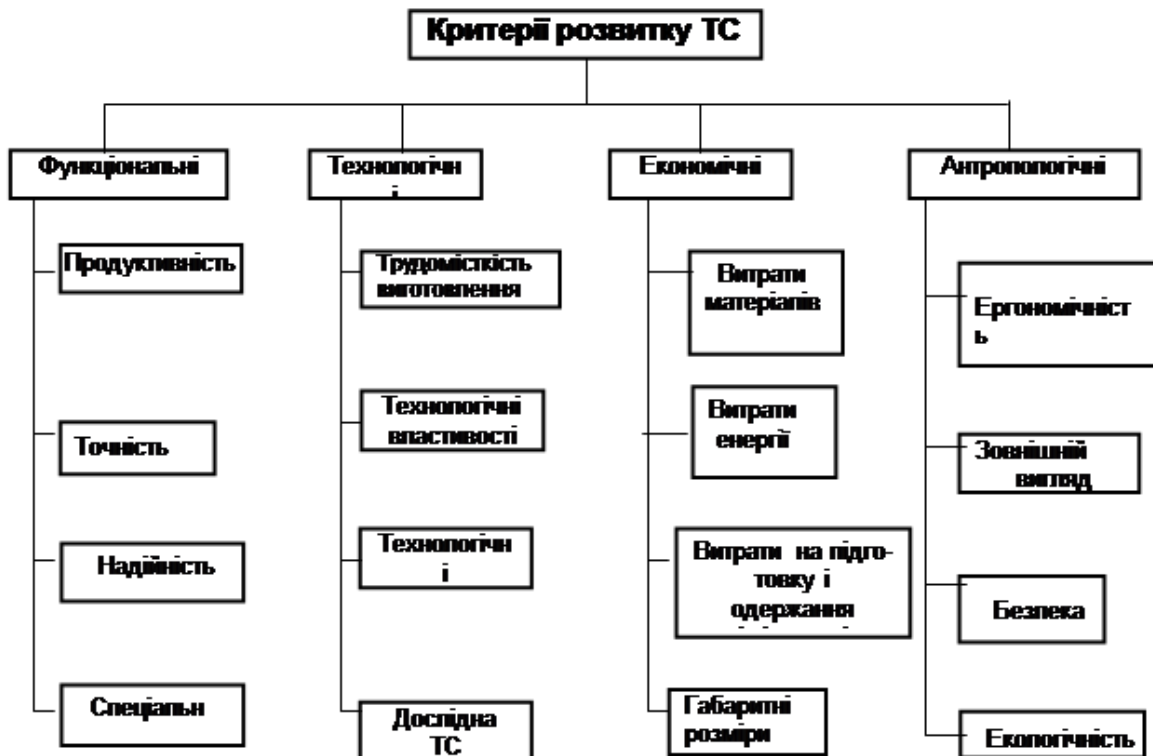 Критерії розвитку ТС
Функціональні
Технологічн
і
Економічні
Антропологічні
Продуктивність
Точність
Надійність
Спеціальн
Трудомісткість
виготовлення
Технологічні
властивості
Технологічн
і
Дослідна
ТС
Витрати
матеріалів
Витрати
енергії
Витрати на підго-
товку і
одержання
Габаритні
розміри
Ергономічніст
ь
Зовнішній
вигляд
Безпека
Екологічність